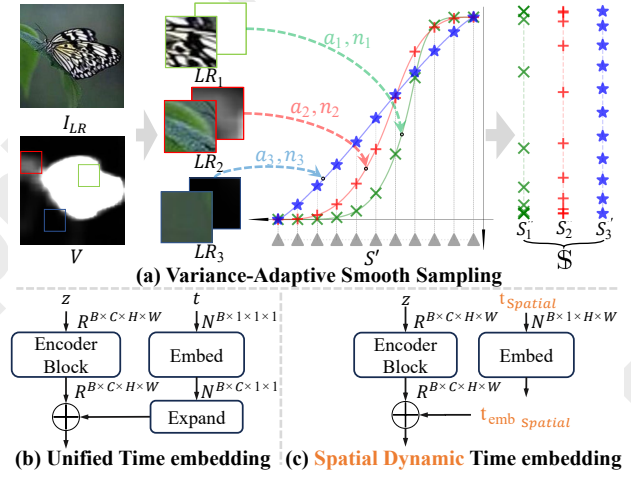 I_LR
V
LR_1
LR_2
LR_3
a_1, n_1
a_2, n_2
a_3, n_3
S'
S_1' S_2' S_3'
𝕊
(a) Variance-Adaptive Smooth Sampling
z t
R^{B×C×H×W} N^{B×1×1×1}
Encoder Block
Embed
R^{B×C×H×W} N^{B×C×1×1}
Expand
(b) Unified Time embedding
z t_Spatial
R^{B×C×H×W} N^{B×1×H×W}
Encoder Block
Embed
R^{B×C×H×W}
t_emb Spatial
(c) Spatial Dynamic Time embedding